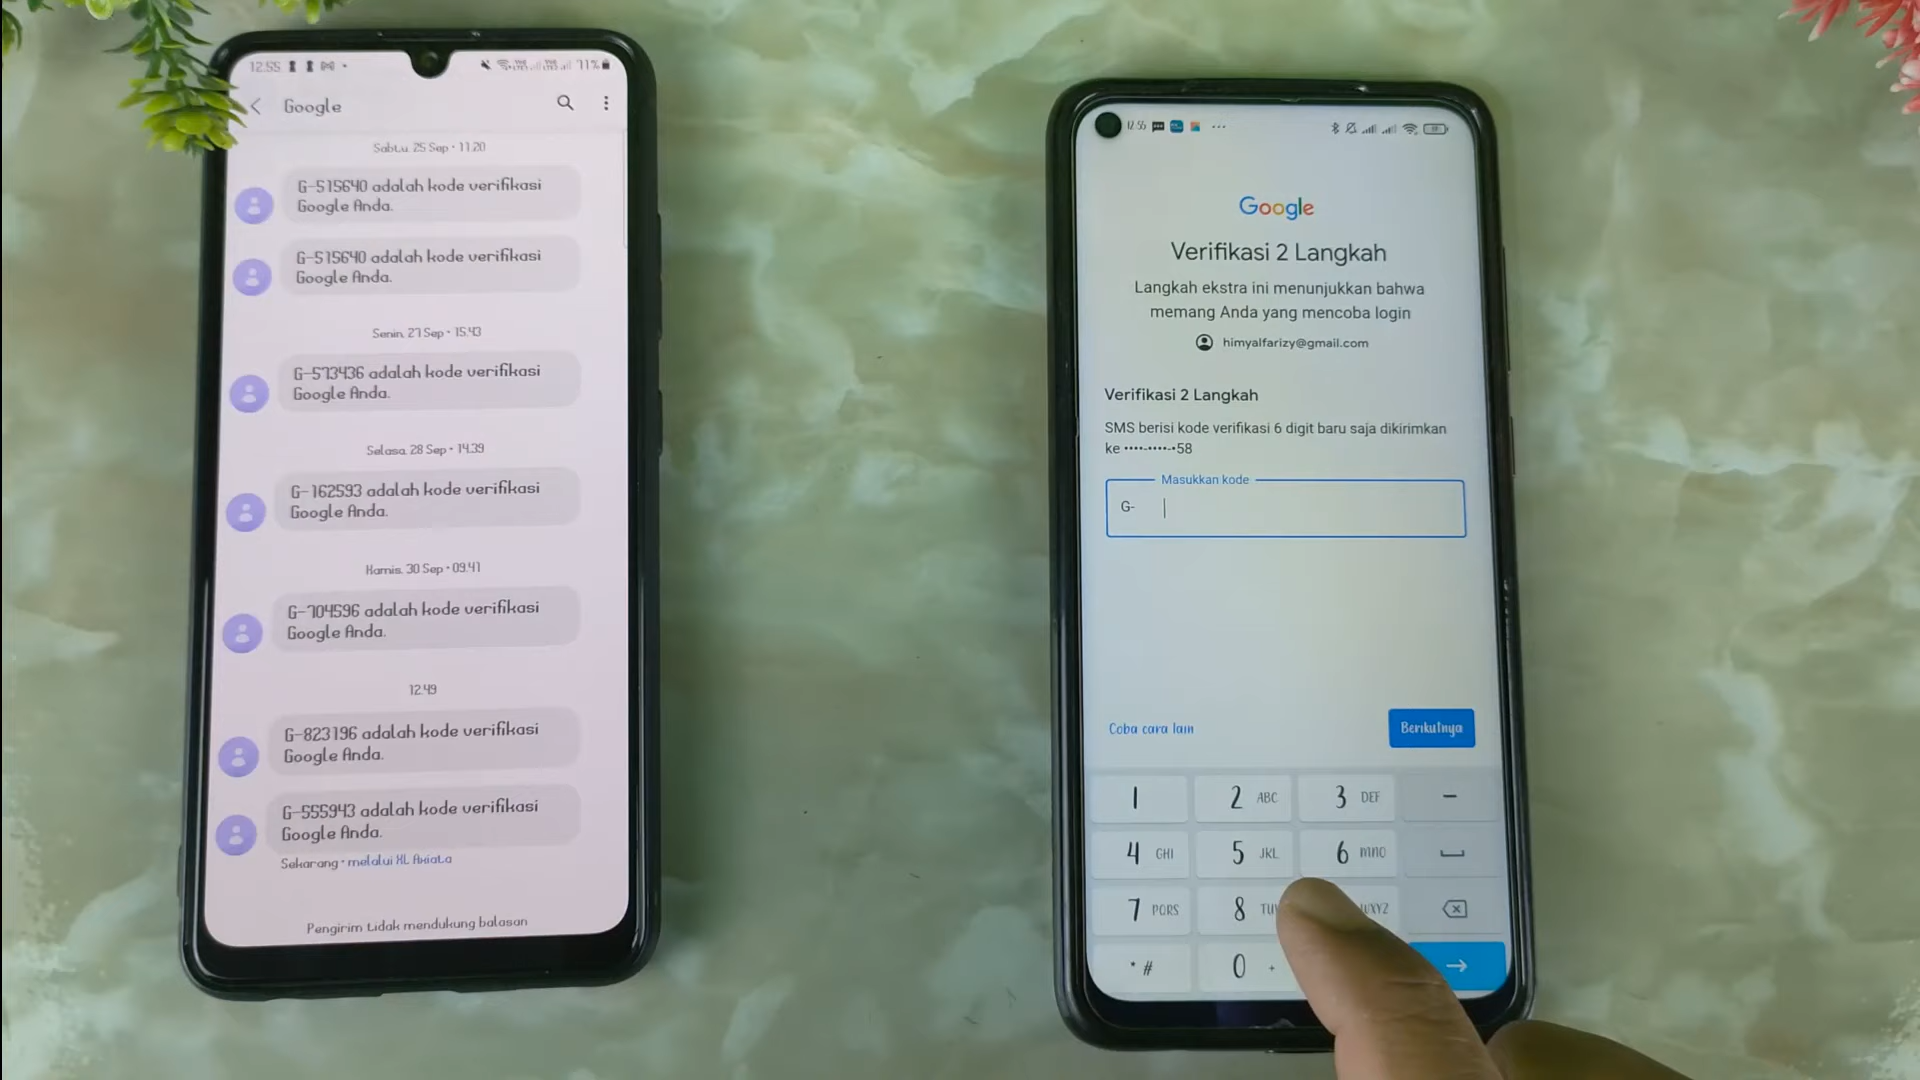 12.55
71%
Google
Sabtu, 25 Sep • 11.20
G-515640 adalah kode verifikasi
Google Anda.
G-515640 adalah kode verifikasi
Google Anda.
Senin, 27 Sep • 15.43
G-573436 adalah kode verifikasi
Google Anda.
Selasa, 28 Sep • 14.39
G-162593 adalah kode verifikasi
Google Anda.
Kamis, 30 Sep • 09.41
G-704596 adalah kode verifikasi
Google Anda.
12.49
G-823196 adalah kode verifikasi
Google Anda.
G-555943 adalah kode verifikasi
Google Anda.
Sekarang • melalui XL Axiata
Pengirim tidak mendukung balasan
12.55
Google
Verifikasi 2 Langkah
Langkah ekstra ini menunjukkan bahwa
memang Anda yang mencoba login
himyalfarizy@gmail.com
Verifikasi 2 Langkah
SMS berisi kode verifikasi 6 digit baru saja dikirimkan
ke ••••-••••-•58
Masukkan kode
G-
Coba cara lain
Berikutnya
1 2 ABC 3 DEF -
4 GHI 5 JKL 6 MNO
7 PQRS 8 TU WXYZ
* # 0 +